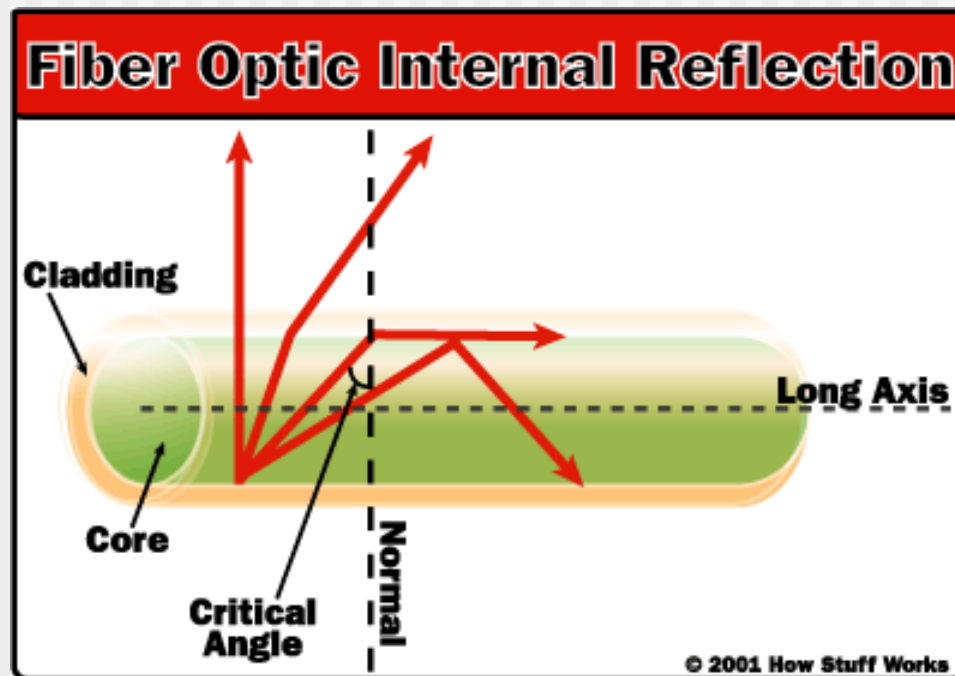 Fiber Optic Internal Reflection
Cladding
Long Axis
Core
Normal
Critical
Angle
© 2001 How Stuff Works